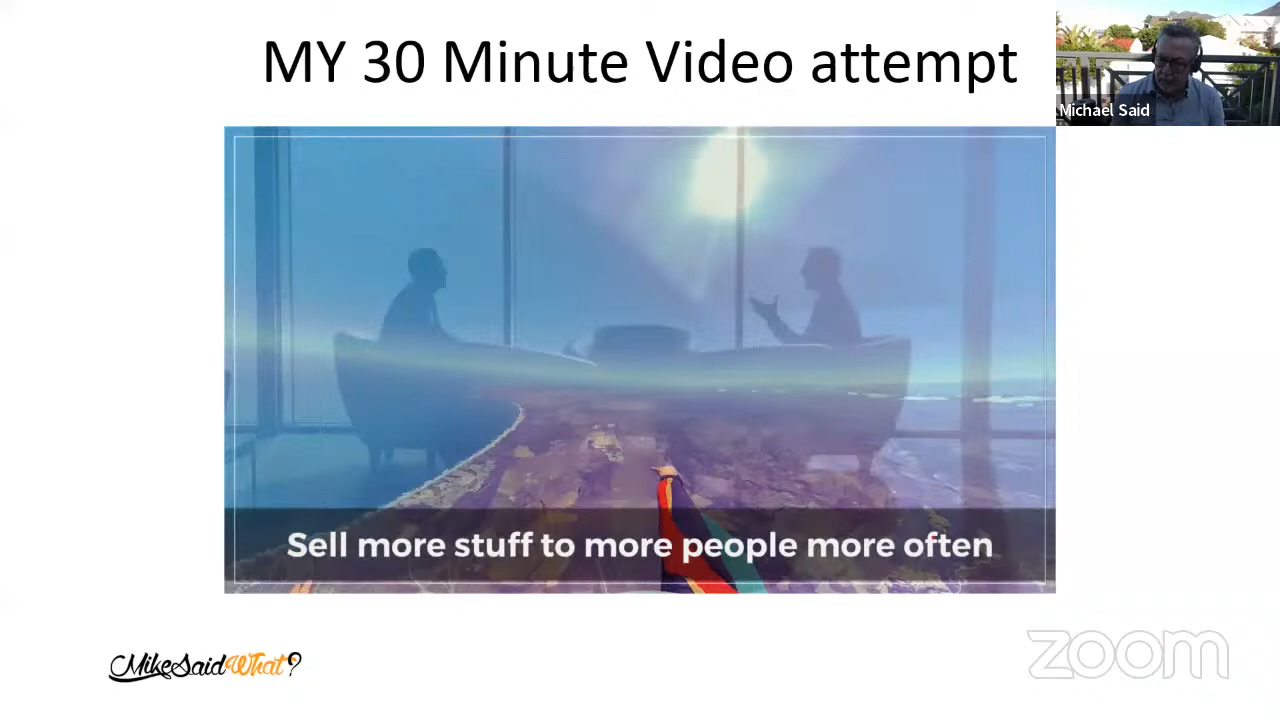 MY 30 Minute Video attempt
Michael Said
Sell more stuff to more people more often
MikeSaidWhat?
zoom